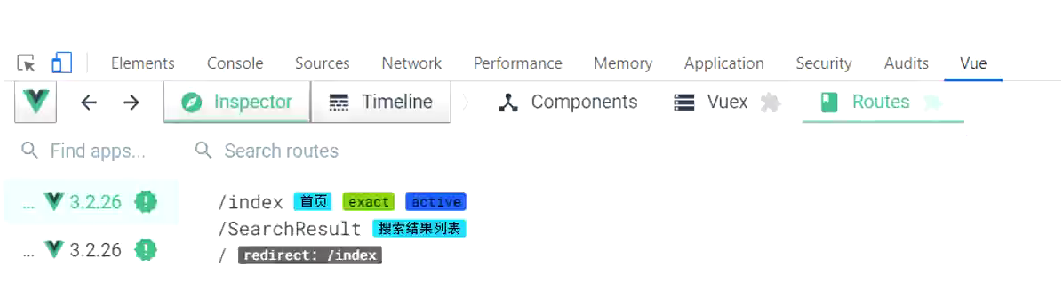 Elements Console Sources Network Performance Memory Application Security Audits Vue
Inspector Timeline Components Vuex Routes
Find apps... Search routes
... 3.2.26 /index 首页 exact active
/SearchResult 搜索结果列表
... 3.2.26
/ redirect: /index